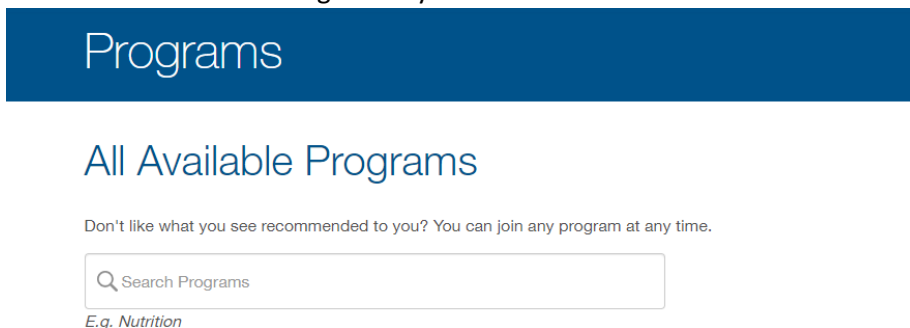 Programs
All Available Programs
Don't like what you see recommended to you? You can join any program at any time.
Search Programs
E.g. Nutrition